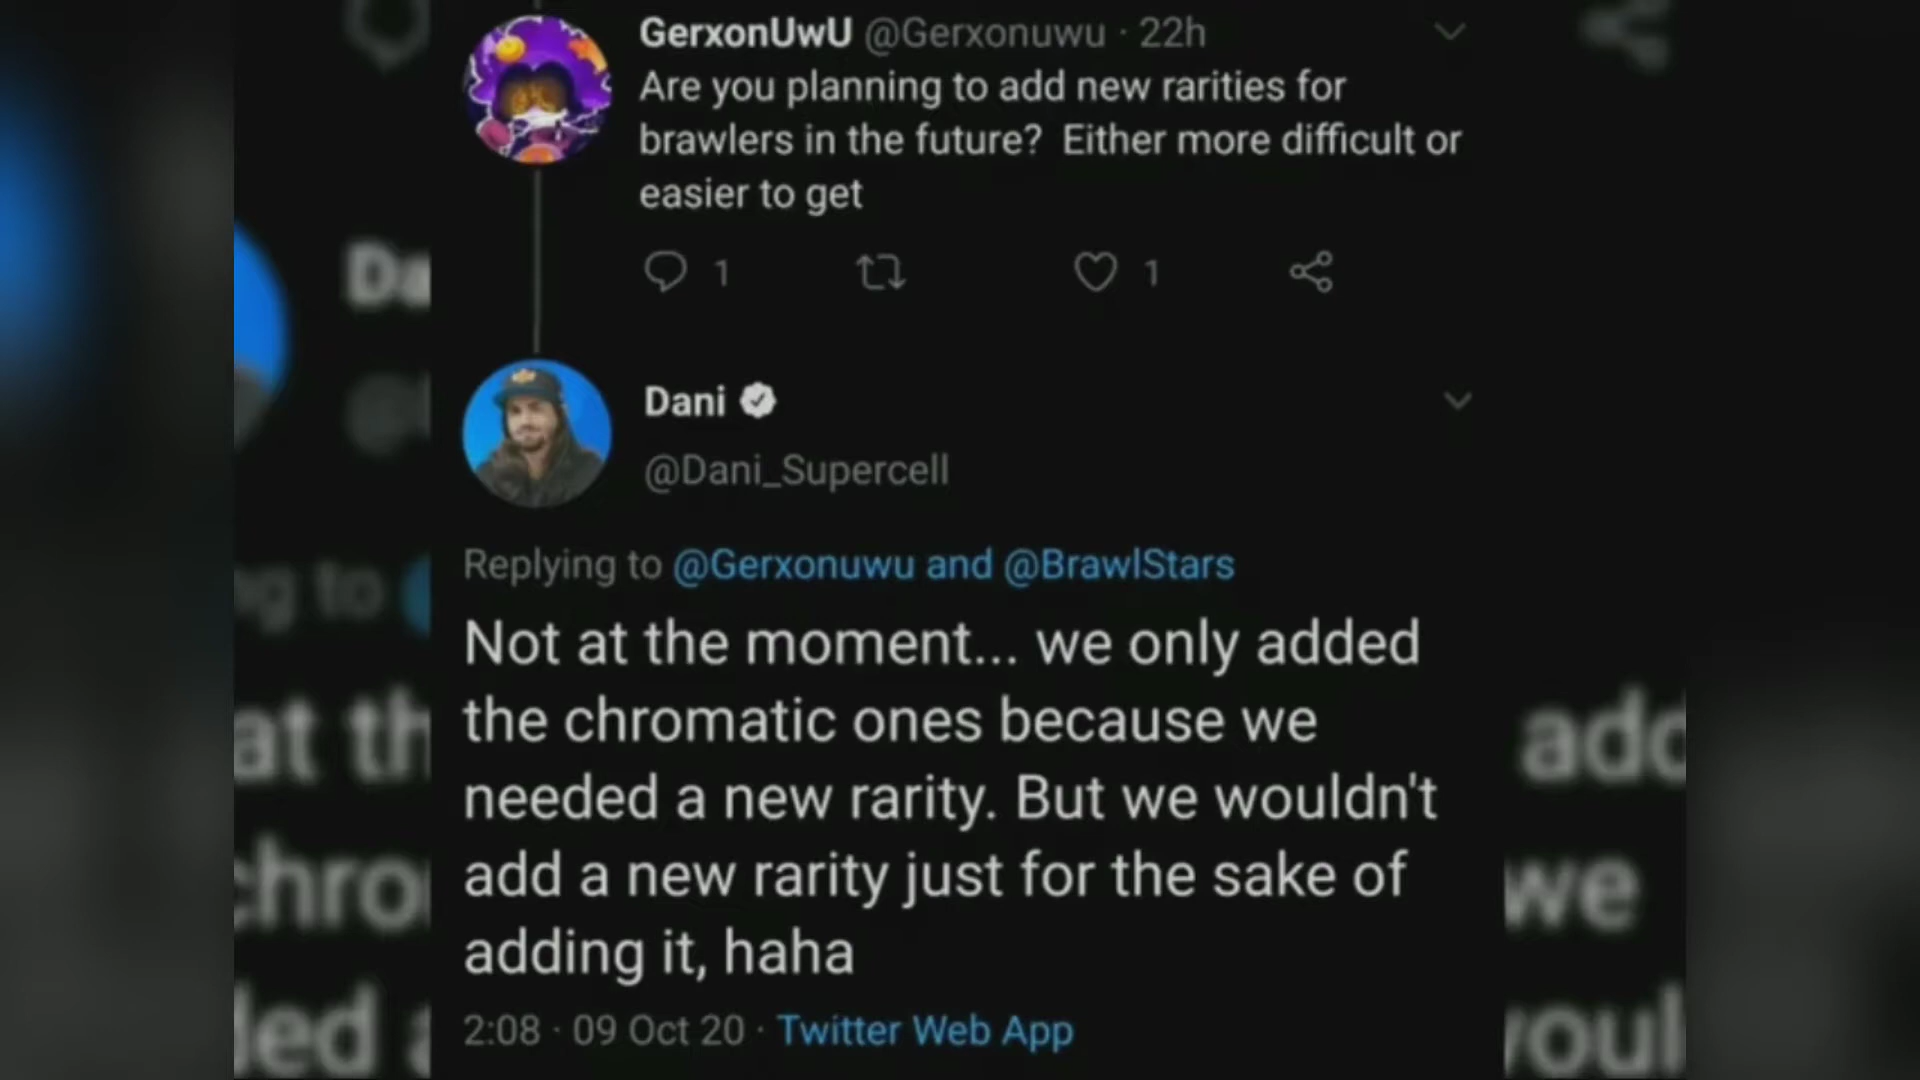 GerxonUwU @Gerxonuwu · 22h
Are you planning to add new rarities for
brawlers in the future? Either more difficult or
easier to get
1
1
Dani
@Dani_Supercell
Replying to @Gerxonuwu and @BrawlStars
Not at the moment... we only added
the chromatic ones because we
needed a new rarity. But we wouldn't
add a new rarity just for the sake of
adding it, haha
2:08 · 09 Oct 20 · Twitter Web App